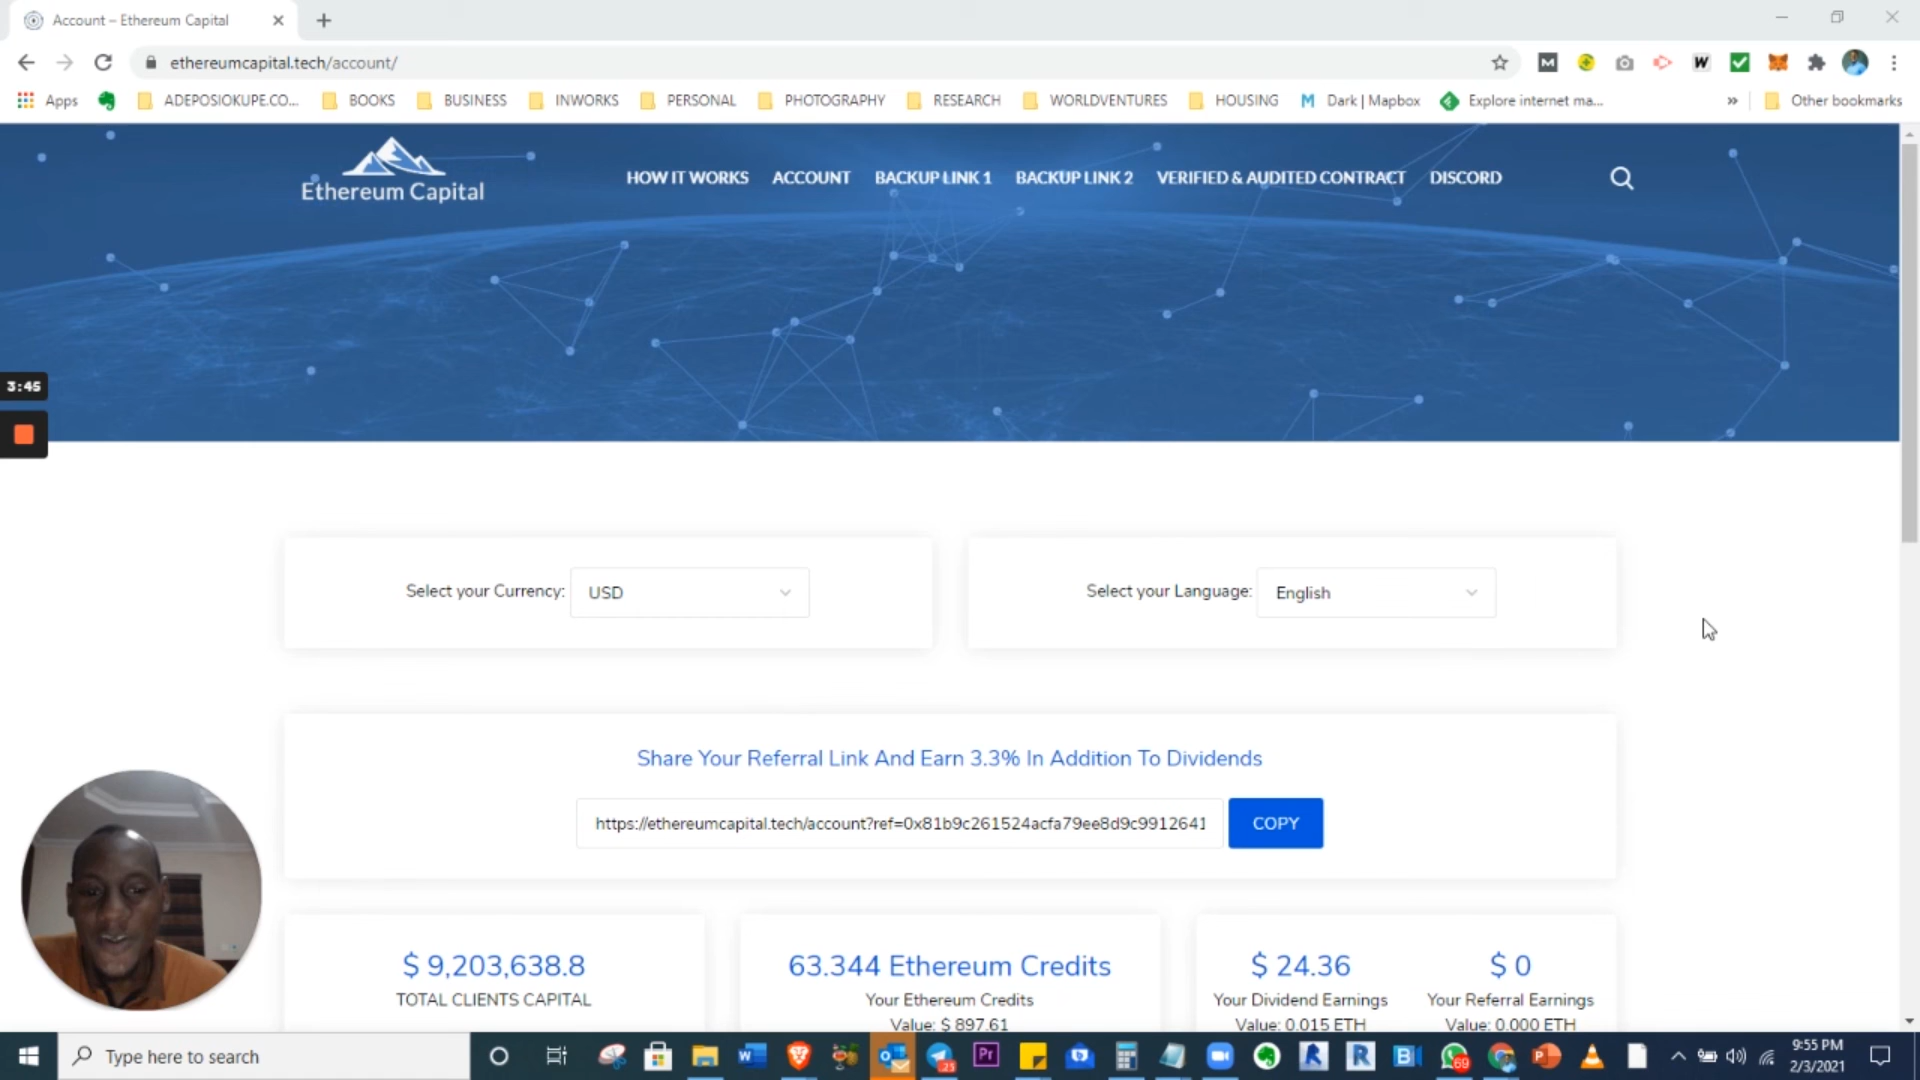 Account – Ethereum Capital
ethereumcapital.tech/account/
Apps ADEPOSIOKUPE.CO... BOOKS BUSINESS INWORKS PERSONAL PHOTOGRAPHY RESEARCH WORLDVENTURES HOUSING Dark | Mapbox Explore internet ma... » Other bookmarks
Ethereum Capital
HOW IT WORKS ACCOUNT BACKUP LINK 1 BACKUP LINK 2 VERIFIED & AUDITED CONTRACT DISCORD
3:45
Select your Currency: USD
Select your Language: English
Share Your Referral Link And Earn 3.3% In Addition To Dividends
https://ethereumcapital.tech/account?ref=0x81b9c261524acfa79ee8d9c9912641 COPY
$ 9,203,638.8
TOTAL CLIENTS CAPITAL
63.344 Ethereum Credits
Your Ethereum Credits
Value: $ 897.61
$ 24.36
Your Dividend Earnings
Value: 0.015 ETH
$ 0
Your Referral Earnings
Value: 0.000 ETH
Type here to search
9:55 PM
2/3/2021